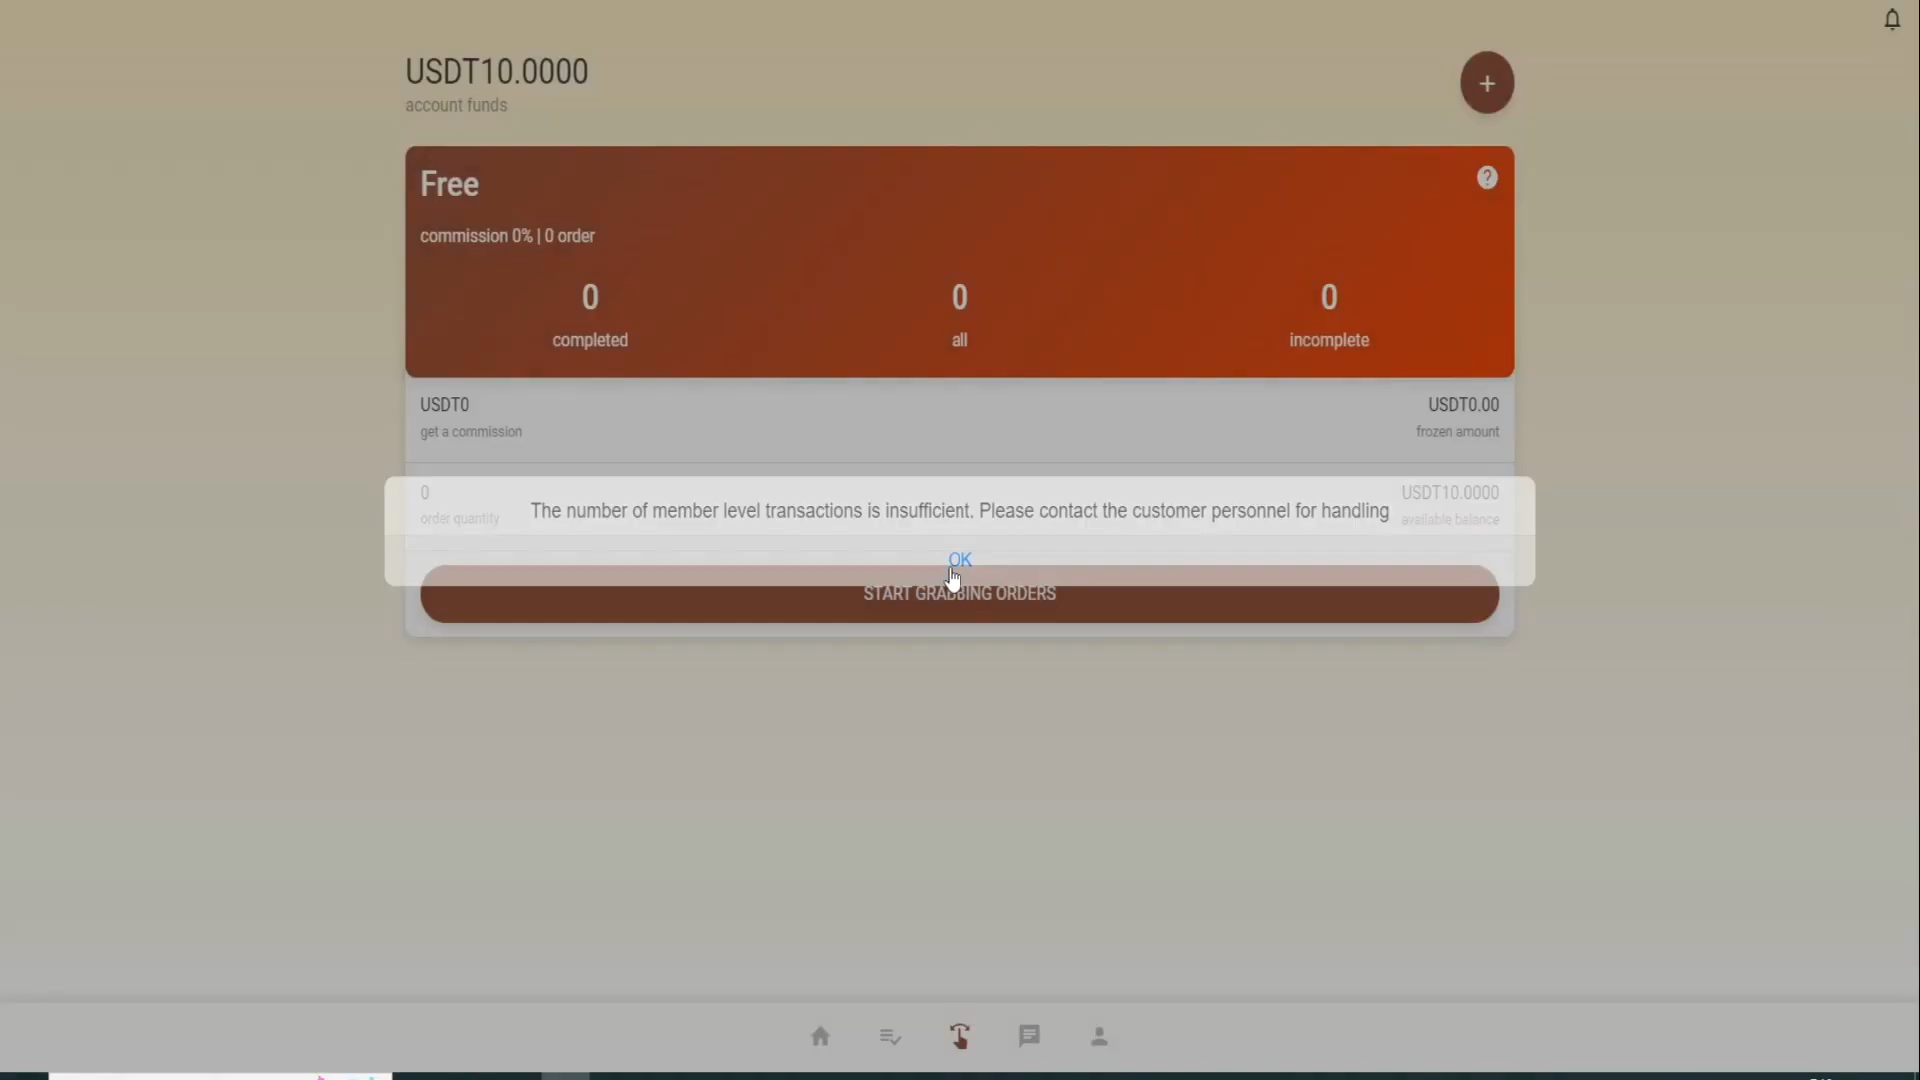 USDT10.0000
account funds
+
Free
?
commission 0% | 0 order
0 0 0
completed all incomplete
USDT0 USDT0.00
get a commission frozen amount
0 USDT10.0000
order quantity available balance
The number of member level transactions is insufficient. Please contact the customer personnel for handling
OK
START GRABBING ORDERS